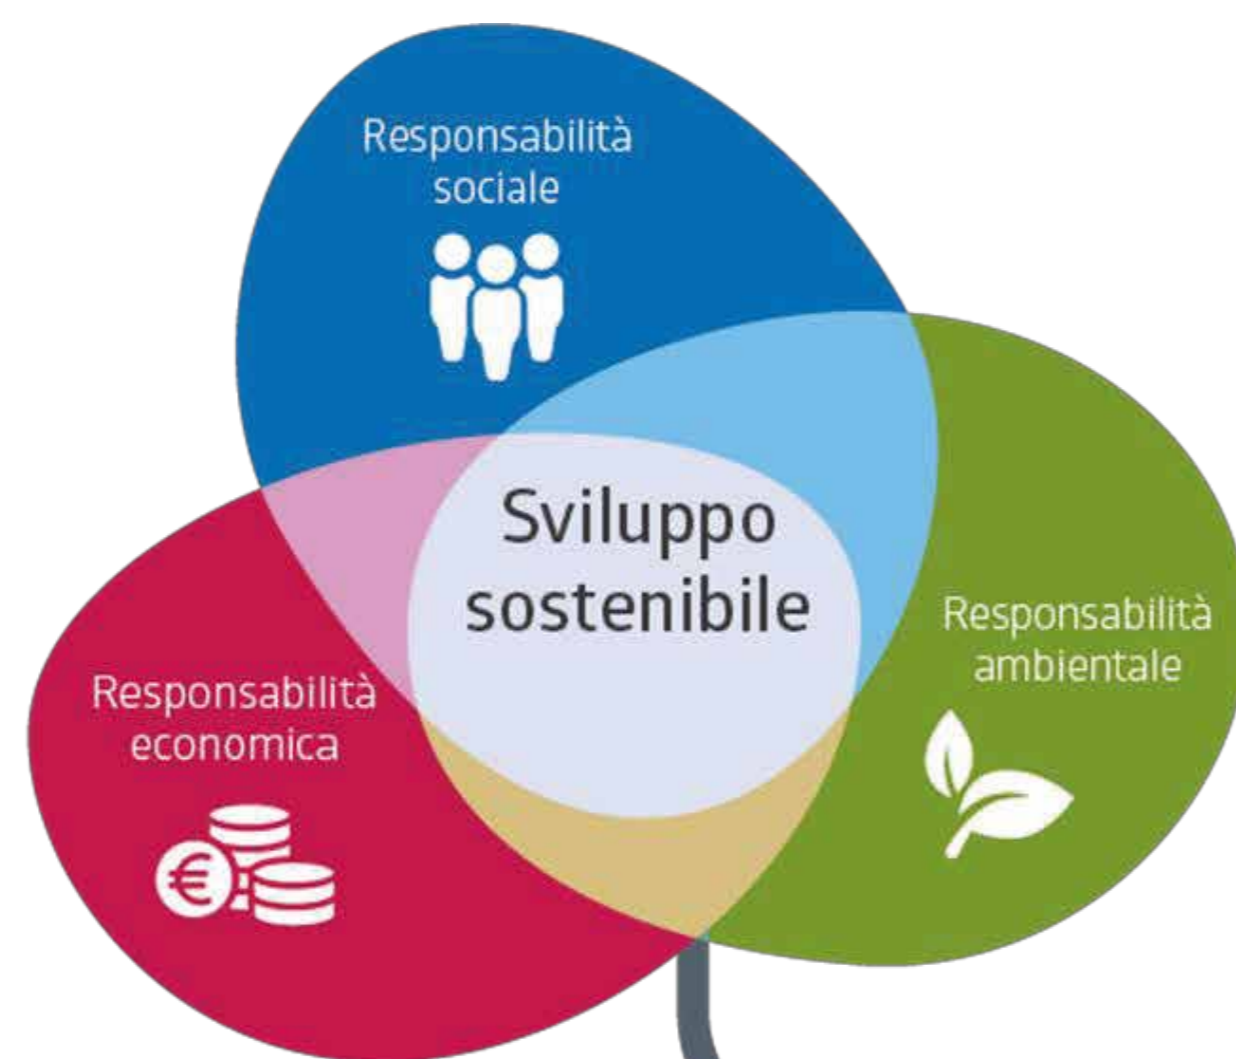 Responsabilità
sociale
Sviluppo
sostenibile
Responsabilità
ambientale
Responsabilità
economica
€